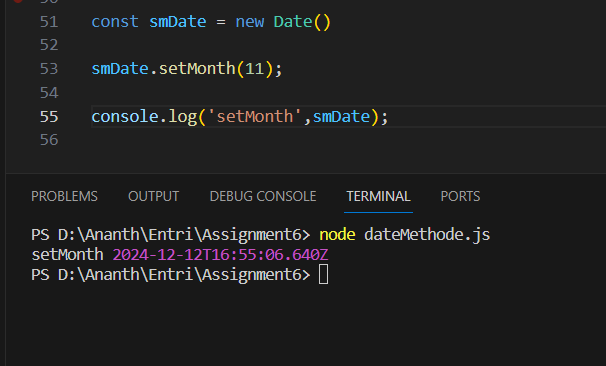 51 const smDate = new Date()
52
53 smDate.setMonth(11);
54
55 console.log('setMonth',smDate);
56
PROBLEMS OUTPUT DEBUG CONSOLE TERMINAL PORTS
PS D:\Ananth\Entri\Assignment6> node dateMethode.js
setMonth 2024-12-12T16:55:06.640Z
PS D:\Ananth\Entri\Assignment6>